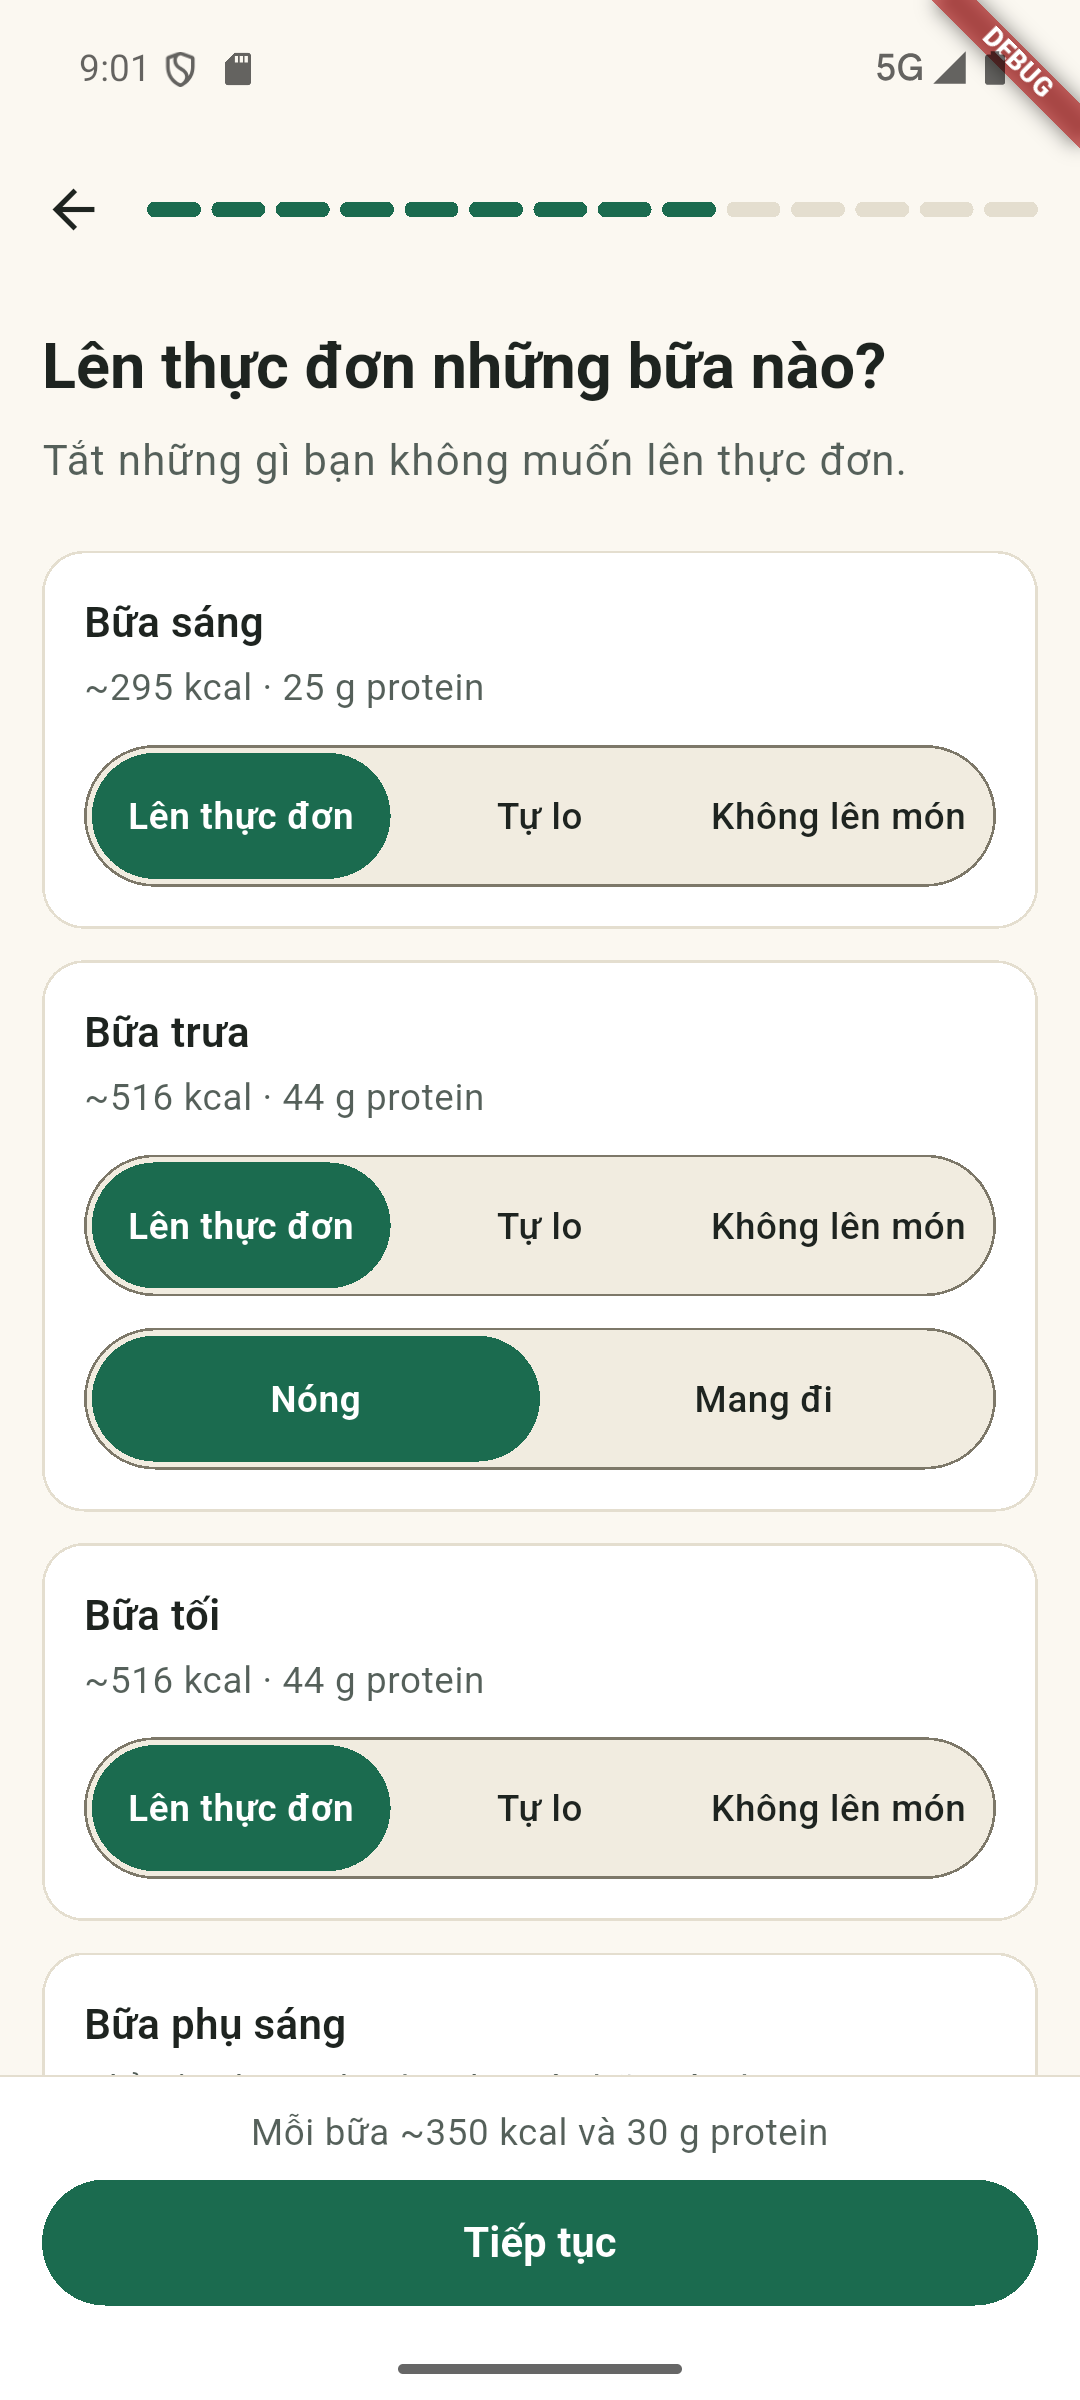 9:01
5G
DEBUG
Lên thực đơn những bữa nào?
Tắt những gì bạn không muốn lên thực đơn.
Bữa sáng
~295 kcal · 25 g protein
Lên thực đơn Tự lo Không lên món
Bữa trưa
~516 kcal · 44 g protein
Lên thực đơn Tự lo Không lên món
Nóng Mang đi
Bữa tối
~516 kcal · 44 g protein
Lên thực đơn Tự lo Không lên món
Bữa phụ sáng
Mỗi bữa ~350 kcal và 30 g protein
Tiếp tục